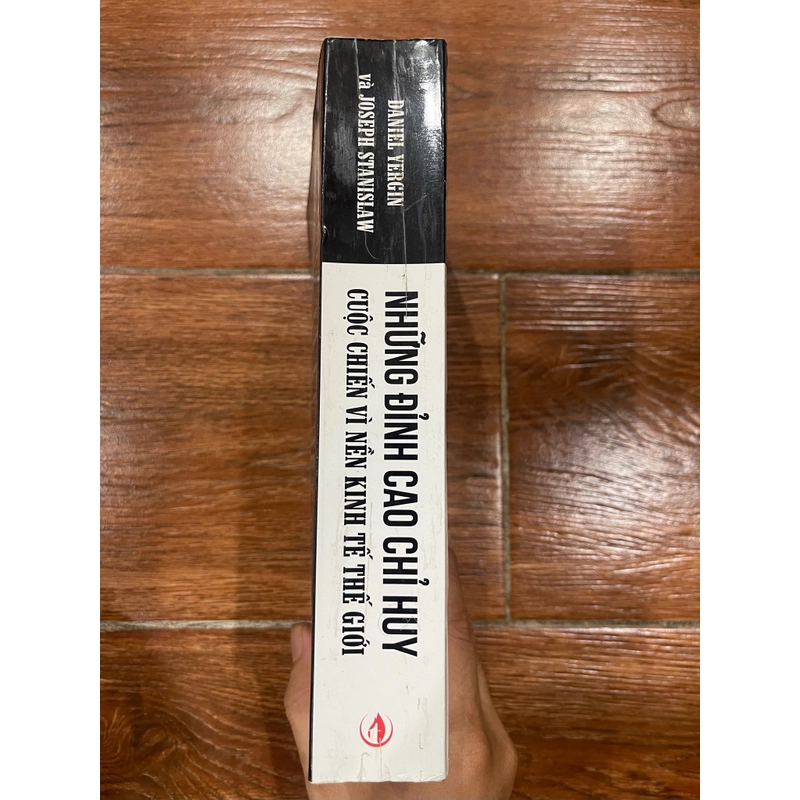 DANIEL YERGIN
và JOSEPH STANISLAW
NHỮNG ĐỈNH CAO CHỈ HUY
CUỘC CHIẾN VÌ NỀN KINH TẾ THẾ GIỚI